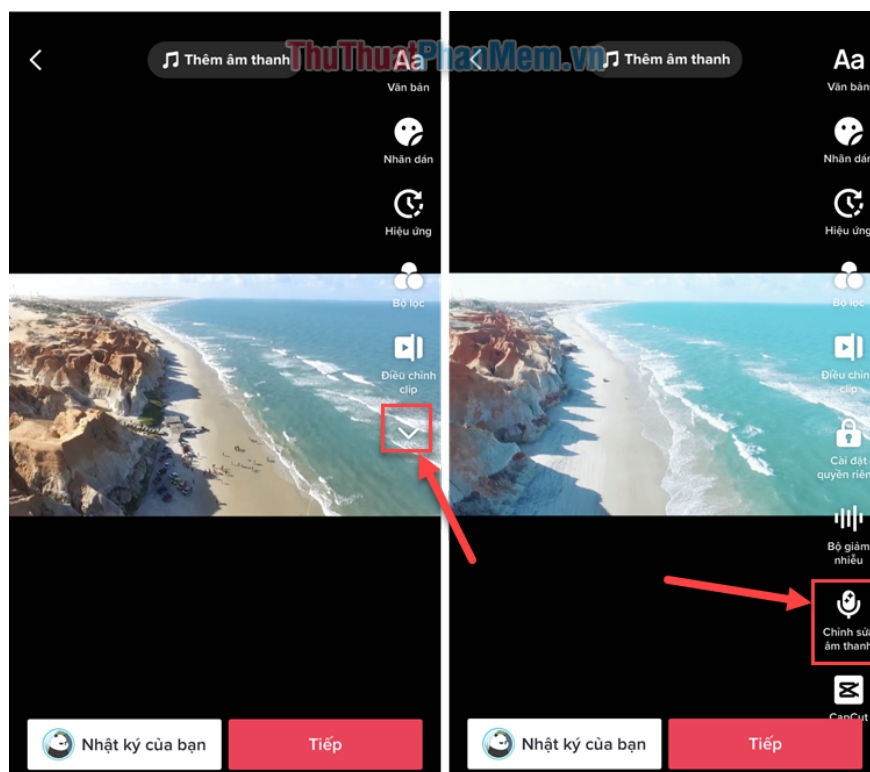 Thêm âm thanh
ThuThuatPhanMem.vn
Aa
Văn bản
Nhãn dán
Hiệu ứng
Bộ lọc
Điều chỉnh
clip
Nhật ký của bạn
Tiếp
Thêm âm thanh
Aa
Văn bản
Nhãn dán
Hiệu ứng
Bộ lọc
Điều chỉn
clip
Cài đặt
quyền riên
Bộ giảm
nhiễu
Chỉnh sửa
âm thanh
CapCut
Nhật ký của bạn
Tiếp